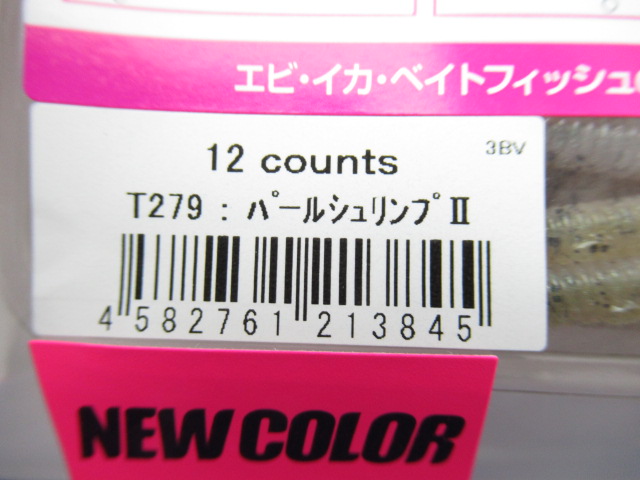 エビ・イカ・ベイトフィッシュ
12 counts
3BV
T279 : パールシュリンプⅡ
4 582761 213845
NEW COLOR